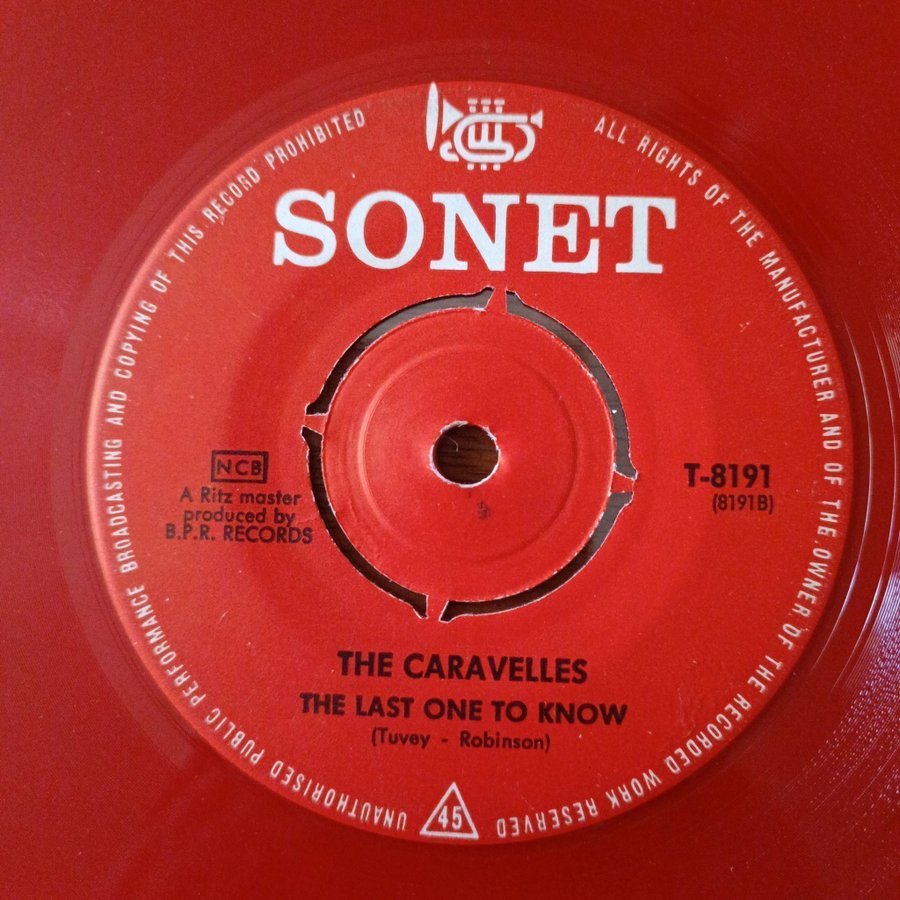 ALL RIGHTS OF THE MANUFACTURER AND OF THE OWNER OF THE RECORDED WORK RESERVED
UNAUTHORISED PUBLIC PERFORMANCE BROADCASTING AND COPYING OF THIS RECORD PROHIBITED
SONET
NCB
A Ritz master
produced by
B.P.R. RECORDS
T-8191
(8191B)
THE CARAVELLES
THE LAST ONE TO KNOW
(Tuvey - Robinson)
45